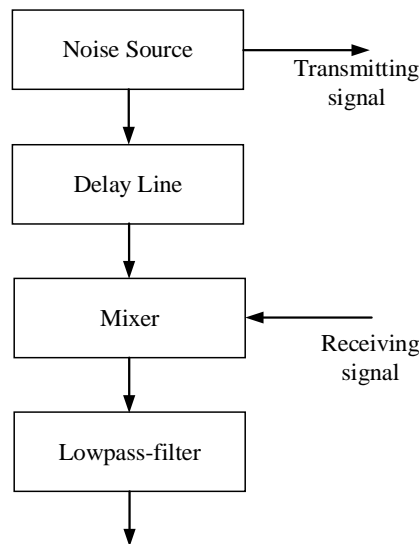 Noise Source
Transmitting
signal
Delay Line
Mixer
Receiving
signal
Lowpass-filter